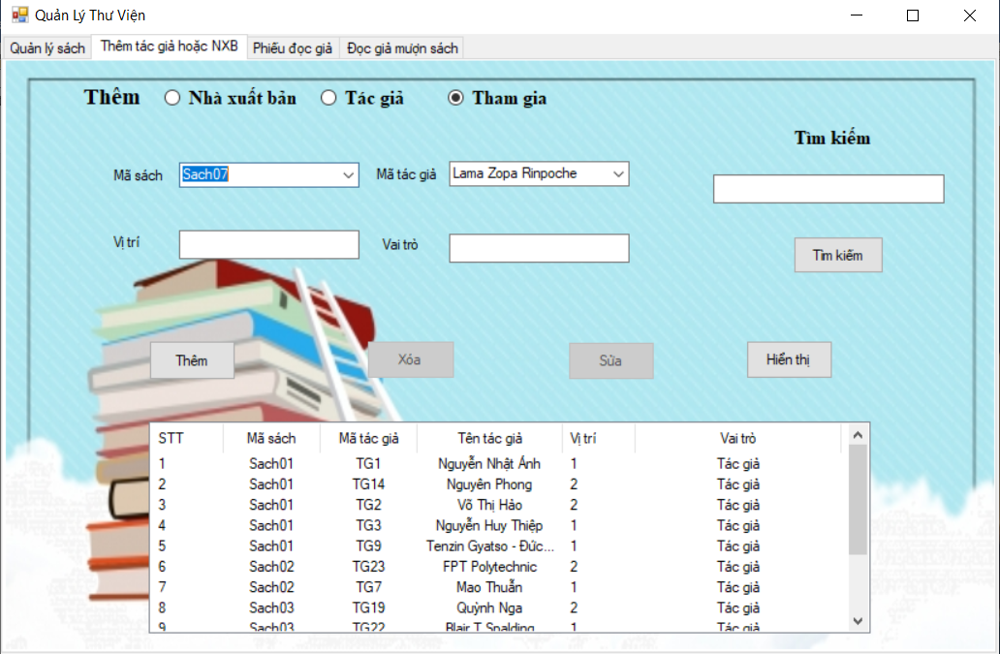 Quản Lý Thư Viện
Quản lý sách Thêm tác giả hoặc NXB Phiếu đọc giả Đọc giả mượn sách
Thêm Nhà xuất bản Tác giả Tham gia
Tìm kiếm
Mã sách Sach07 Mã tác giả Lama Zopa Rinpoche
Vị trí Vai trò
Tìm kiếm
Thêm Xóa Sửa Hiển thị
STT Mã sách Mã tác giả Tên tác giả Vị trí Vai trò
1 Sach01 TG1 Nguyễn Nhật Ánh 1 Tác giả
2 Sach01 TG14 Nguyên Phong 2 Tác giả
3 Sach01 TG2 Võ Thị Hảo 2 Tác giả
4 Sach01 TG3 Nguyễn Huy Thiệp 1 Tác giả
5 Sach01 TG9 Tenzin Gyatso - Đức... 1 Tác giả
6 Sach02 TG23 FPT Polytechnic 2 Tác giả
7 Sach02 TG7 Mao Thuẫn 1 Tác giả
8 Sach03 TG19 Quỳnh Nga 2 Tác giả
9 Sach03 TG22 Blair T Spalding 1 Tác giả